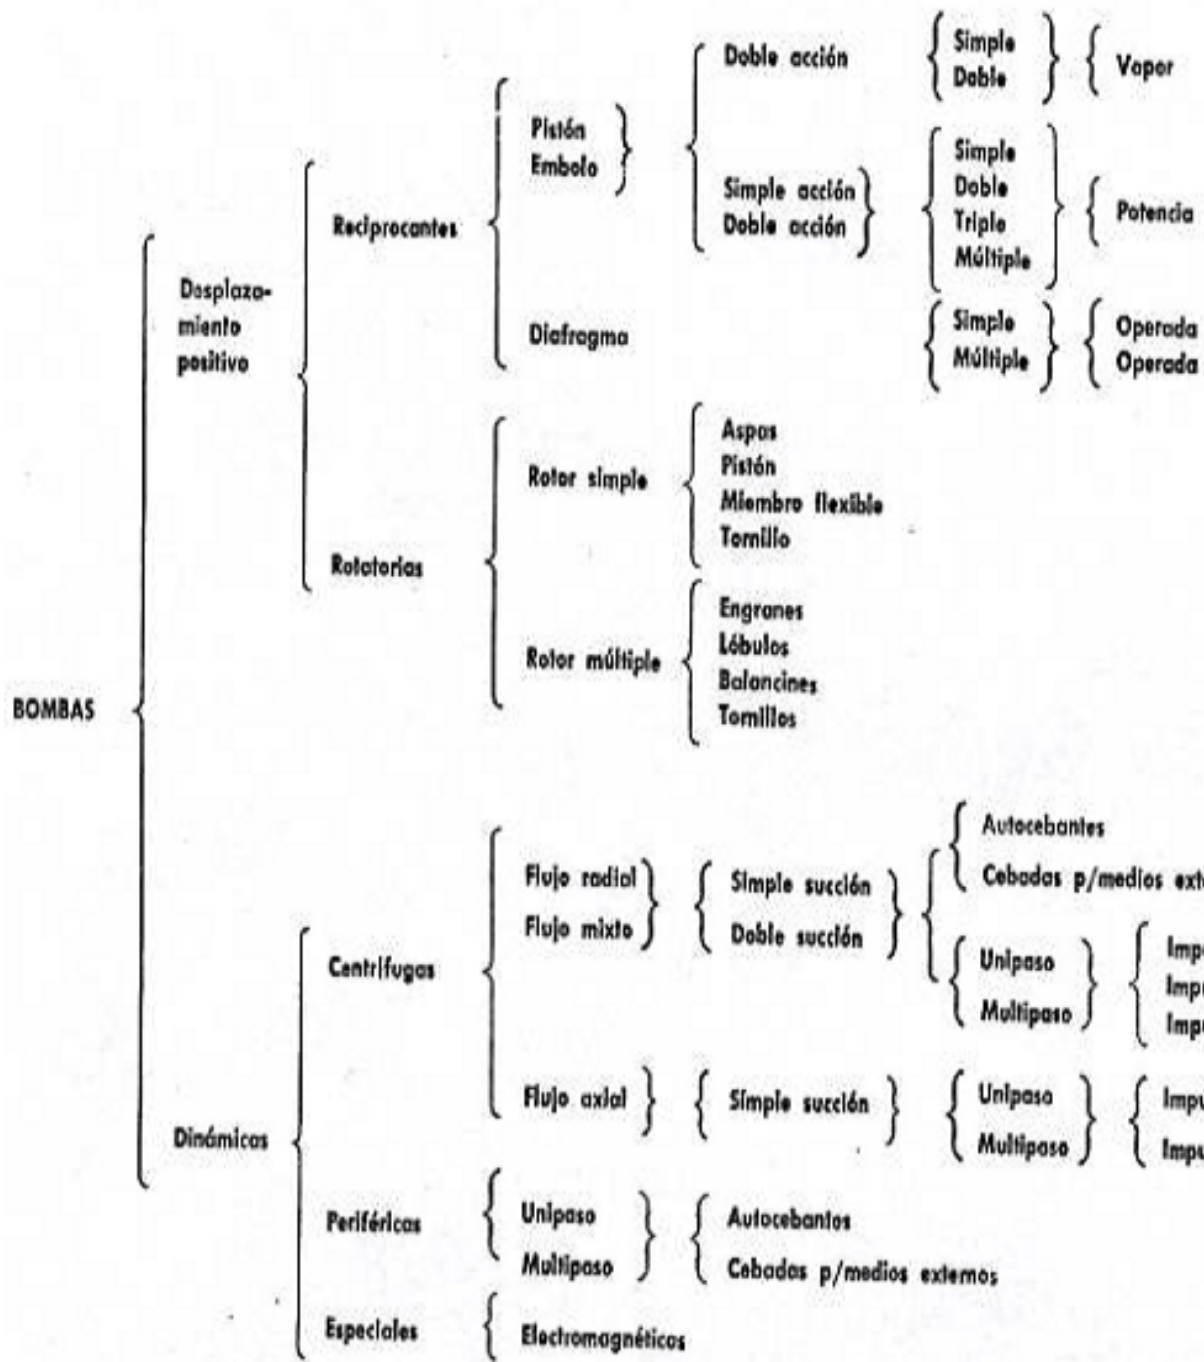 BOMBAS
Desplaza-
miento
positivo
Reciprocantes
Pistón
Embolo
Doble acción
Simple
Doble
Vapor
Simple acción
Doble acción
Simple
Doble
Triple
Múltiple
Potencia
Diafragma
Simple
Múltiple
Operada
Operada
Rotatorias
Rotor simple
Aspas
Pistón
Miembro flexible
Tornillo
Rotor múltiple
Engranes
Lóbulos
Balancines
Tornillos
Dinámicas
Centrífugas
Flujo radial
Flujo mixto
Simple succión
Doble succión
Autocebantes
Cebadas p/medios
Unipaso
Multipaso
Flujo axial
Simple succión
Unipaso
Multipaso
Periféricas
Unipaso
Multipaso
Autocebantes
Cebadas p/medios externos
Especiales
Electromagnéticas